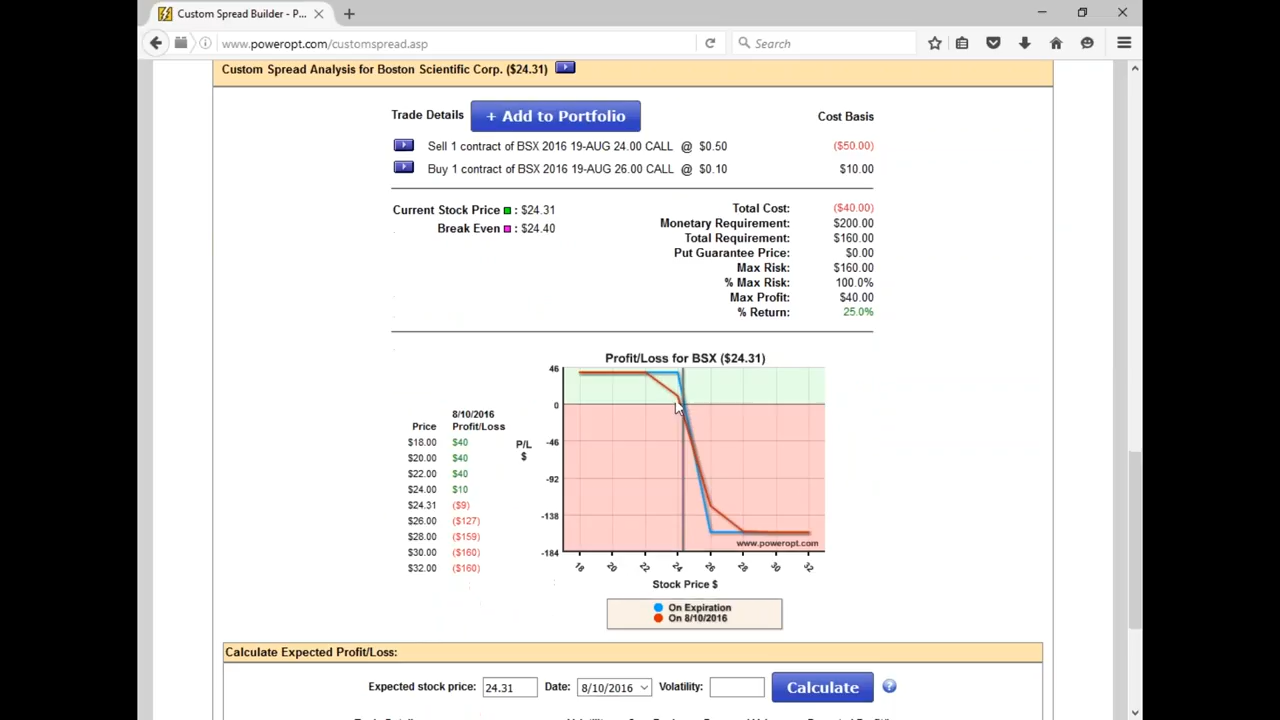 Custom Spread Builder - P...
www.poweropt.com/customspread.asp
Search
Custom Spread Analysis for Boston Scientific Corp. ($24.31)
Trade Details + Add to Portfolio Cost Basis
Sell 1 contract of BSX 2016 19-AUG 24.00 CALL @ $0.50 ($50.00)
Buy 1 contract of BSX 2016 19-AUG 26.00 CALL @ $0.10 $10.00
Current Stock Price : $24.31
Break Even : $24.40
Total Cost: ($40.00)
Monetary Requirement: $200.00
Total Requirement: $160.00
Put Guarantee Price: $0.00
Max Risk: $160.00
% Max Risk: 100.0%
Max Profit: $40.00
% Return: 25.0%
8/10/2016
Price Profit/Loss
$18.00 $40
$20.00 $40
$22.00 $40
$24.00 $10
$24.31 ($9)
$26.00 ($127)
$28.00 ($159)
$30.00 ($160)
$32.00 ($160)
Profit/Loss for BSX ($24.31)
P/L
$
46
0
-46
-92
-138
-184
www.poweropt.com
18 20 22 24 26 28 30 32
Stock Price $
On Expiration
On 8/10/2016
Calculate Expected Profit/Loss:
Expected stock price: 24.31 Date: 8/10/2016 Volatility: Calculate ?